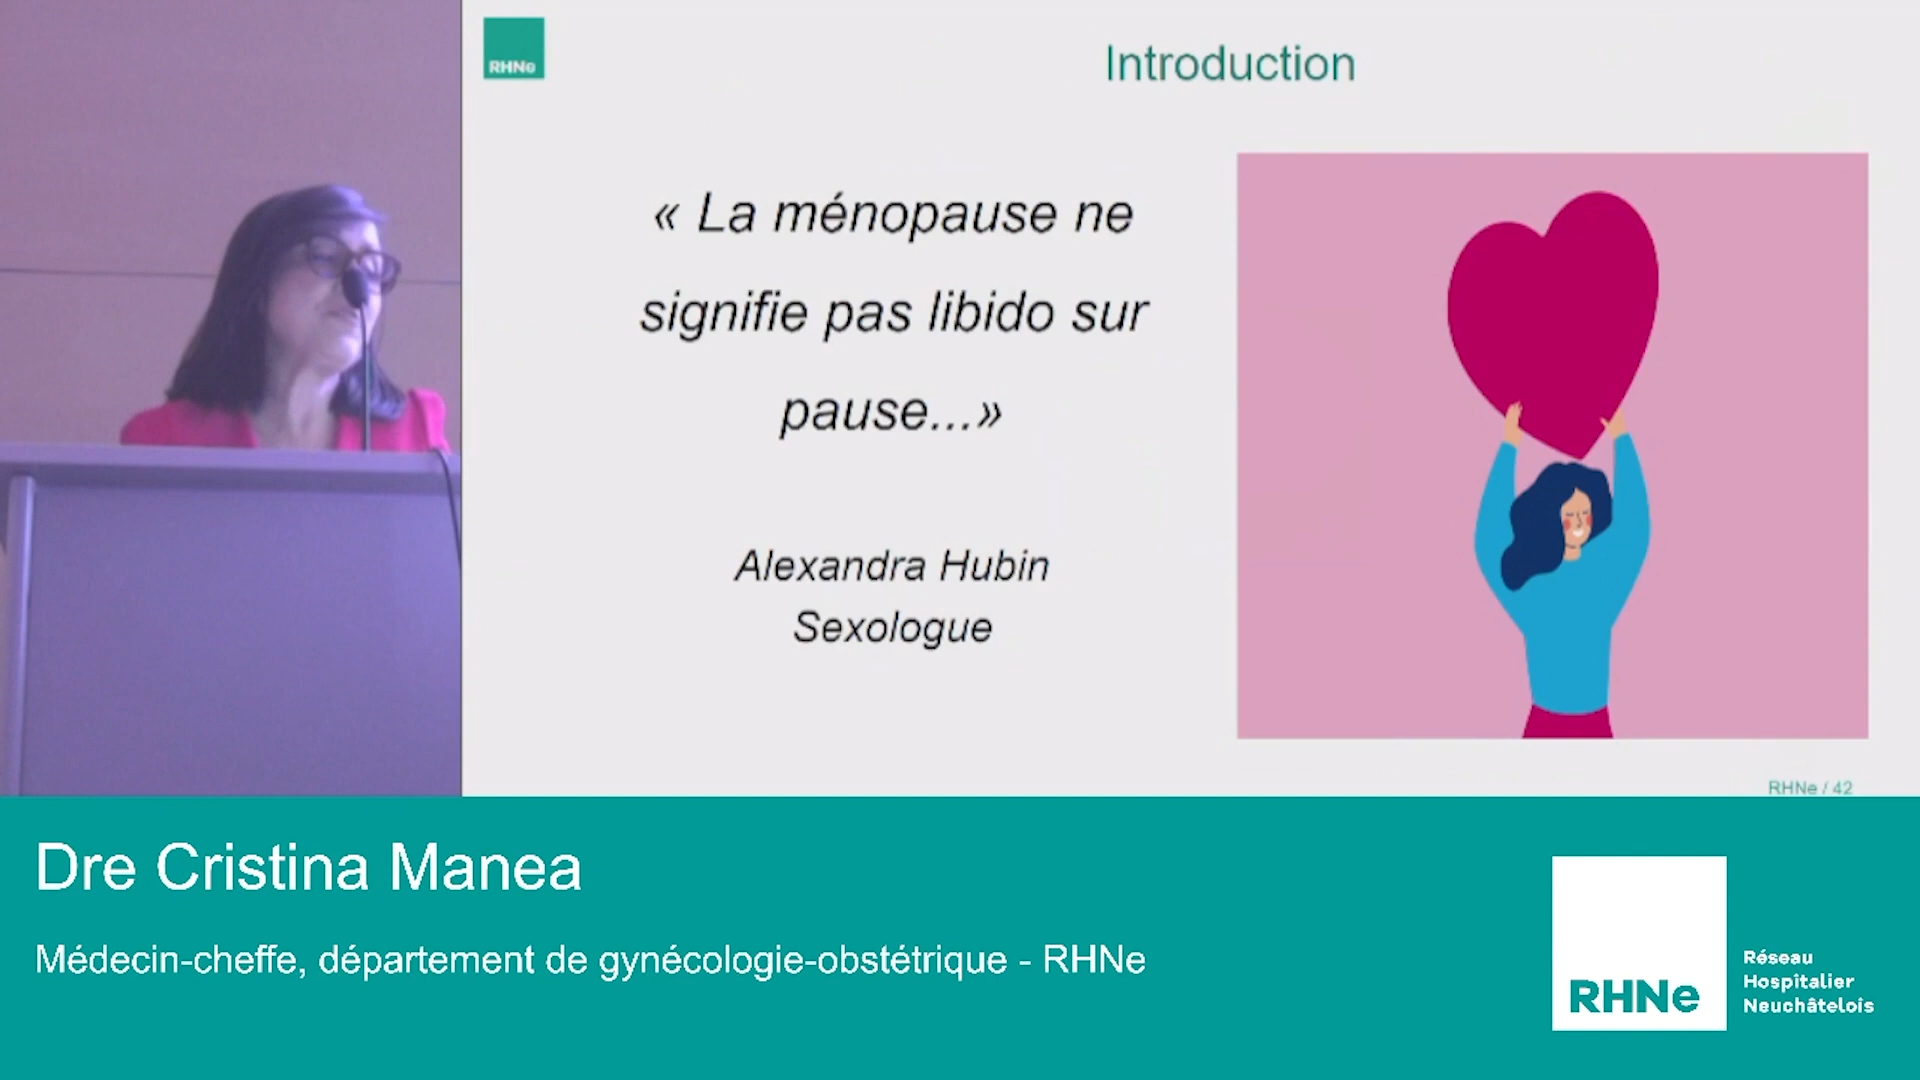 RHNe
Introduction
« La ménopause ne
signifie pas libido sur
pause...»
Alexandra Hubin
Sexologue
RHNe / 42
Dre Cristina Manea
Médecin-cheffe, département de gynécologie-obstétrique - RHNe
RHNe
Réseau
Hospitalier
Neuchâtelois